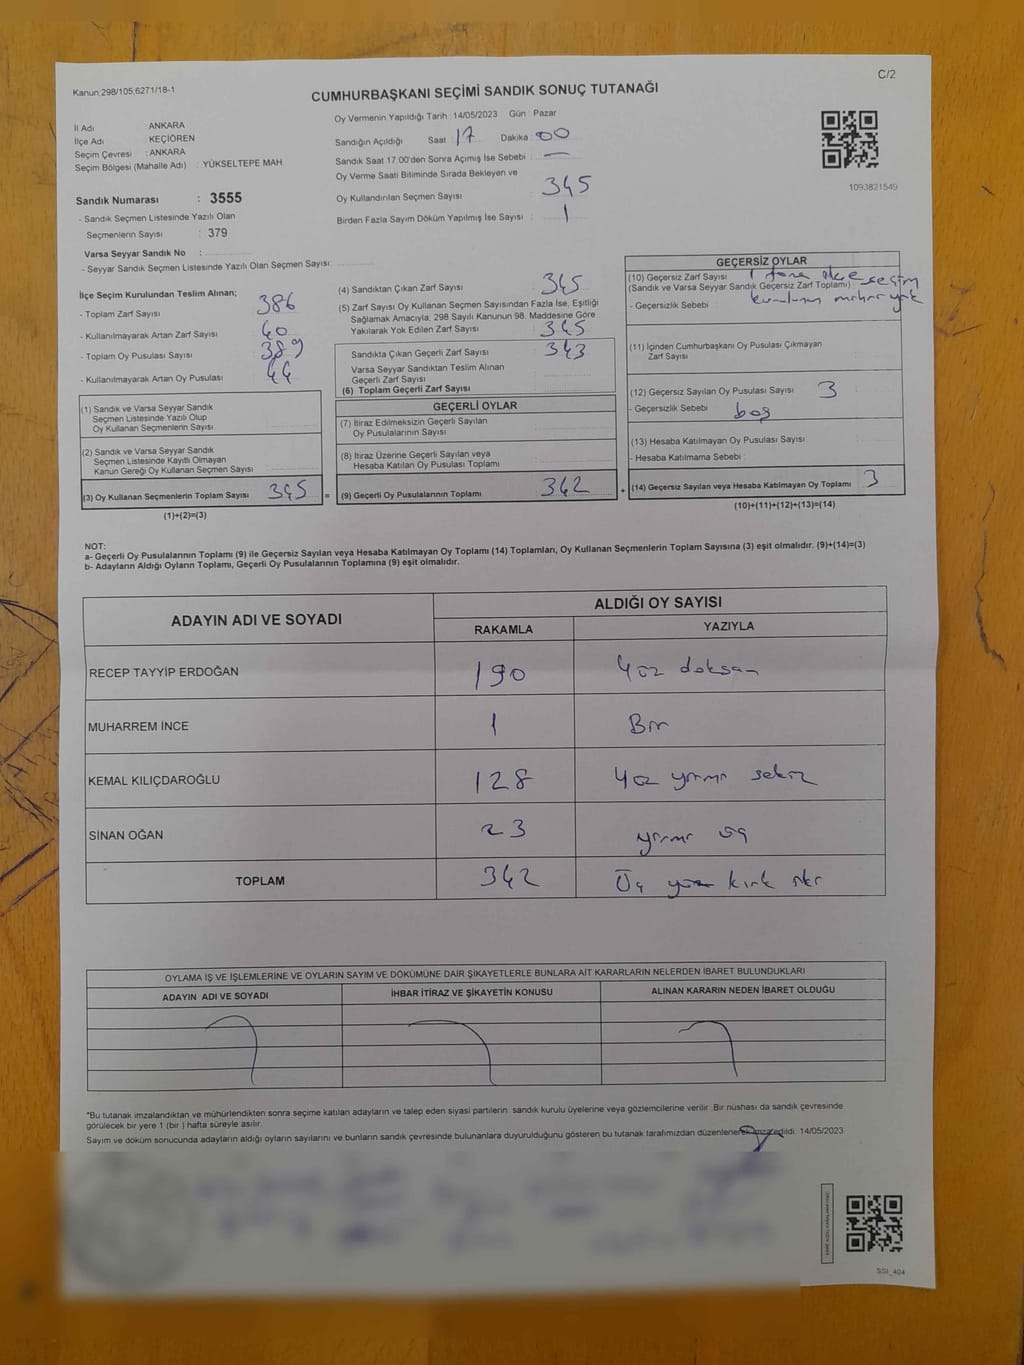 Kanun:298/105,6271/18-1
C/2
CUMHURBAŞKANI SEÇİMİ SANDIK SONUÇ TUTANAĞI
İl Adı : ANKARA
İlçe Adı : KEÇİÖREN
Seçim Çevresi : ANKARA
Seçim Bölgesi (Mahalle Adı) : YÜKSELTEPE MAH.
Oy Vermenin Yapıldığı Tarih : 14/05/2023 Gün : Pazar
Sandığın Açıldığı Saat 17 Dakika 00
Sandık Saat 17.00'den Sonra Açımış İse Sebebi : —
Oy Verme Saati Bitiminde Sırada Bekleyen ve
Oy Kullandırılan Seçmen Sayısı : 345
Birden Fazla Sayım Döküm Yapılmış İse Sayısı : 1
1093821549
Sandık Numarası : 3555
- Sandık Seçmen Listesinde Yazılı Olan
Seçmenlerin Sayısı : 379
Varsa Seyyar Sandık No :
- Seyyar Sandık Seçmen Listesinde Yazılı Olan Seçmen Sayısı:
İlçe Seçim Kurulundan Teslim Alınan;
- Toplam Zarf Sayısı : 386
- Kullanılmayarak Artan Zarf Sayısı : 40
- Toplam Oy Pusulası Sayısı : 389
- Kullanılmayarak Artan Oy Pusulası : 44
(1) Sandık ve Varsa Seyyar Sandık
Seçmen Listesinde Yazılı Olup
Oy Kullanan Seçmenlerin Sayısı
(2) Sandık ve Varsa Seyyar Sandık
Seçmen Listesinde Kayıtlı Olmayan
Kanun Gereği Oy Kullanan Seçmen Sayısı
(3) Oy Kullanan Seçmenlerin Toplam Sayısı 345 =
(1)+(2)=(3)
(4) Sandıktan Çıkan Zarf Sayısı : 345
(5) Zarf Sayısı Oy Kullanan Seçmen Sayısından Fazla İse, Eşitliği
Sağlamak Amacıyla, 298 Sayılı Kanunun 98. Maddesine Göre
Yakılarak Yok Edilen Zarf Sayısı : 345
Sandıkta Çıkan Geçerli Zarf Sayısı : 343
Varsa Seyyar Sandıktan Teslim Alınan
Geçerli Zarf Sayısı
(6) Toplam Geçerli Zarf Sayısı
GEÇERLİ OYLAR
(7) İtiraz Edilmeksizin Geçerli Sayılan
Oy Pusulalarının Sayısı
(8) İtiraz Üzerine Geçerli Sayılan veya
Hesaba Katılan Oy Pusulası Toplamı
(9) Geçerli Oy Pusulalarının Toplamı 342 +
GEÇERSİZ OYLAR
(10) Geçersiz Zarf Sayısı 1 tane ilçe seçim
(Sandık ve Varsa Seyyar Sandık Geçersiz Zarf Toplamı) kurulunun mührü yok
- Geçersizlik Sebebi :
(11) İçinden Cumhurbaşkanı Oy Pusulası Çıkmayan
Zarf Sayısı
(12) Geçersiz Sayılan Oy Pusulası Sayısı 3
- Geçersizlik Sebebi : boş
(13) Hesaba Katılmayan Oy Pusulası Sayısı
- Hesaba Katılmama Sebebi :
(14) Geçersiz Sayılan veya Hesaba Katılmayan Oy Toplamı 3
(10)+(11)+(12)+(13)=(14)
NOT:
a- Geçerli Oy Pusulalarının Toplamı (9) ile Geçersiz Sayılan veya Hesaba Katılmayan Oy Toplamı (14) Toplamları, Oy Kullanan Seçmenlerin Toplam Sayısına (3) eşit olmalıdır. (9)+(14)=(3)
b- Adayların Aldığı Oyların Toplamı, Geçerli Oy Pusulalarının Toplamına (9) eşit olmalıdır.
ADAYIN ADI VE SOYADI ALDIĞI OY SAYISI
RAKAMLA YAZIYLA
RECEP TAYYİP ERDOĞAN 190 yüz doksan
MUHARREM İNCE 1 Bir
KEMAL KILIÇDAROĞLU 128 yüz yirmi sekiz
SİNAN OĞAN 23 yirmi üç
TOPLAM 342 Üç yüz kırk iki
OYLAMA İŞ VE İŞLEMLERİNE VE OYLARIN SAYIM VE DÖKÜMÜNE DAİR ŞİKAYETLERLE BUNLARA AİT KARARLARIN NELERDEN İBARET BULUNDUKLARI
ADAYIN ADI VE SOYADI İHBAR İTİRAZ VE ŞİKAYETİN KONUSU ALINAN KARARIN NEDEN İBARET OLDUĞU
*Bu tutanak imzalandıktan ve mühürlendikten sonra seçime katılan adayların ve talep eden siyasi partilerin sandık kurulu üyelerine veya gözlemcilerine verilir. Bir nüshası da sandık çevresinde
görülecek bir yere 1 (bir ) hafta süreyle asılır.
Sayım ve döküm sonucunda adayların aldığı oyların sayılarını ve bunların sandık çevresinde bulunanlara duyurulduğunu gösteren bu tutanak tarafımızdan düzenlenerek imza edildi. 14/05/2023
SSI_404